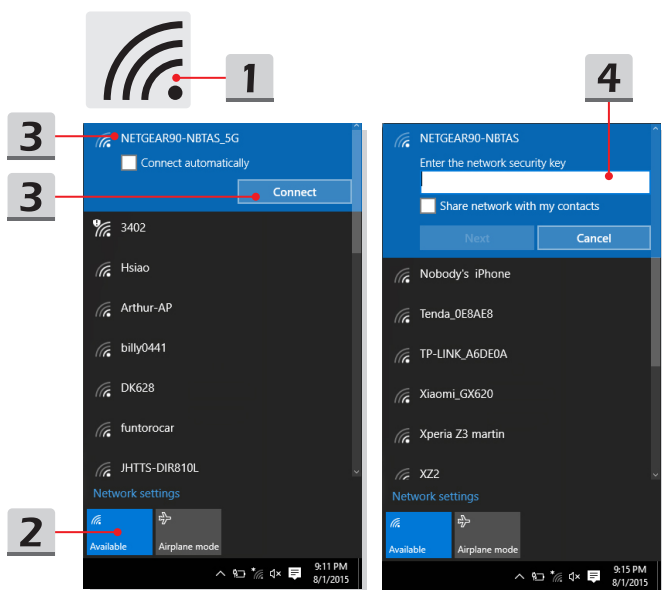 1
4
3
NETGEAR90-NBTAS_5G
Connect automatically
3
Connect
3402
Hsiao
Arthur-AP
billy0441
DK628
funtorocar
JHTTS-DIR810L
Network settings
2
Available
Airplane mode
9:11 PM
8/1/2015
NETGEAR90-NBTAS
Enter the network security key
Share network with my contacts
Next
Cancel
Nobody's iPhone
Tenda_0E8AE8
TP-LINK_A6DE0A
Xiaomi_GX620
Xperia Z3 martin
XZ2
Network settings
Available
Airplane mode
9:15 PM
8/1/2015